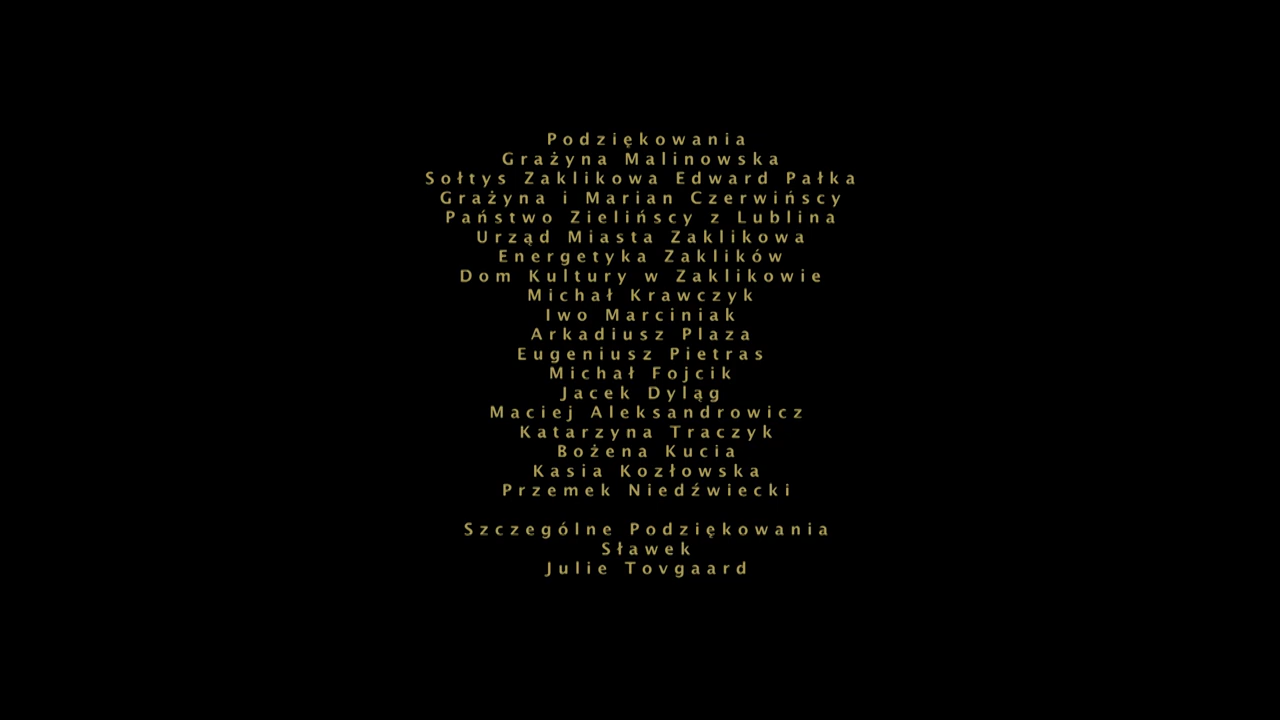 Podziękowania
Grażyna Malinowska
Sołtys Zaklikowa Edward Pałka
Grażyna i Marian Czerwińscy
Państwo Zielińscy z Lublina
Urząd Miasta Zaklikowa
Energetyka Zaklików
Dom Kultury w Zaklikowie
Michał Krawczyk
Iwo Marciniak
Arkadiusz Plaza
Eugeniusz Pietras
Michał Fojcik
Jacek Dyląg
Maciej Aleksandrowicz
Katarzyna Traczyk
Bożena Kucia
Kasia Kozłowska
Przemek Niedźwiecki
Szczególne Podziękowania
Sławek
Julie Tovgaard